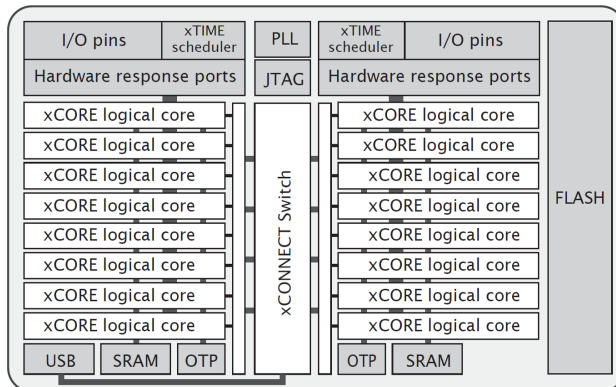 I/O pins
xTIME
scheduler
PLL
xTIME
scheduler
I/O pins
Hardware response ports
JTAG
Hardware response ports
xCORE logical core
xCORE logical core
xCORE logical core
xCORE logical core
xCORE logical core
xCORE logical core
xCORE logical core
xCORE logical core
xCONNECT Switch
xCORE logical core
xCORE logical core
xCORE logical core
xCORE logical core
xCORE logical core
xCORE logical core
xCORE logical core
xCORE logical core
FLASH
USB
SRAM
OTP
OTP
SRAM